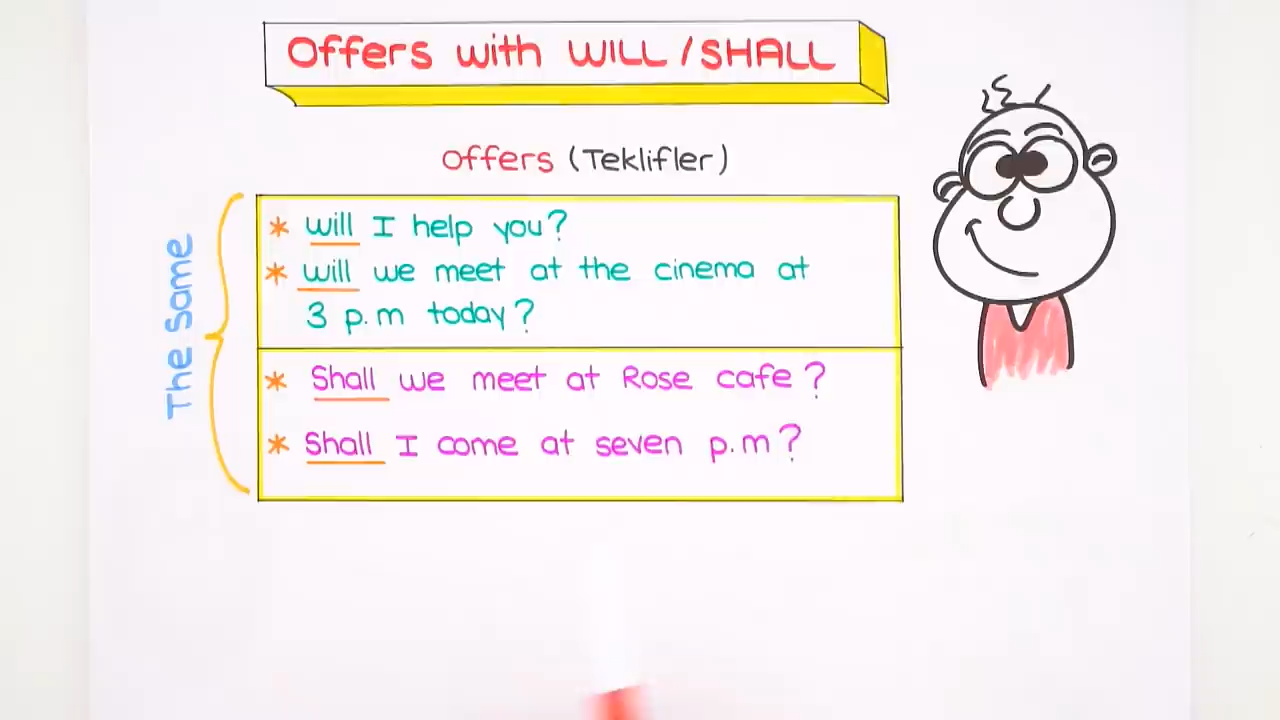 Offers with WILL /SHALL
Offers (Teklifler)
The Same
* will I help you?
* will we meet at the cinema at
3 p.m today?
* Shall we meet at Rose cafe?
* Shall I come at seven p.m?